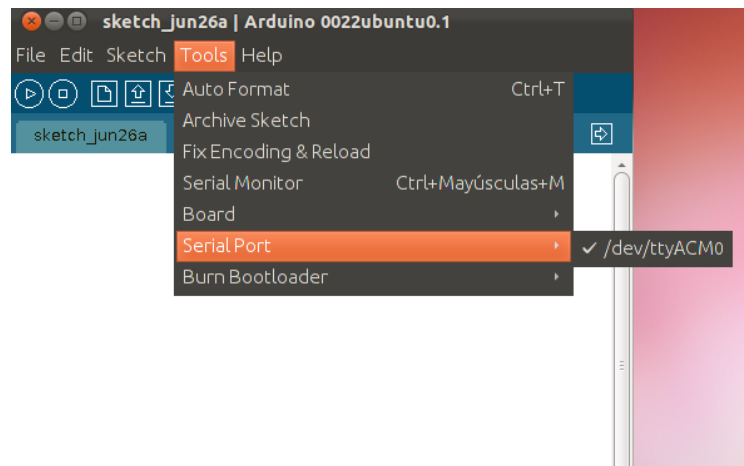 sketch_jun26a | Arduino 0022ubuntu0.1
File Edit Sketch Tools Help
Auto Format Ctrl+T
sketch_jun26a
Archive Sketch
Fix Encoding & Reload
Serial Monitor Ctrl+Mayúsculas+M
Board
Serial Port
/dev/ttyACM0
Burn Bootloader